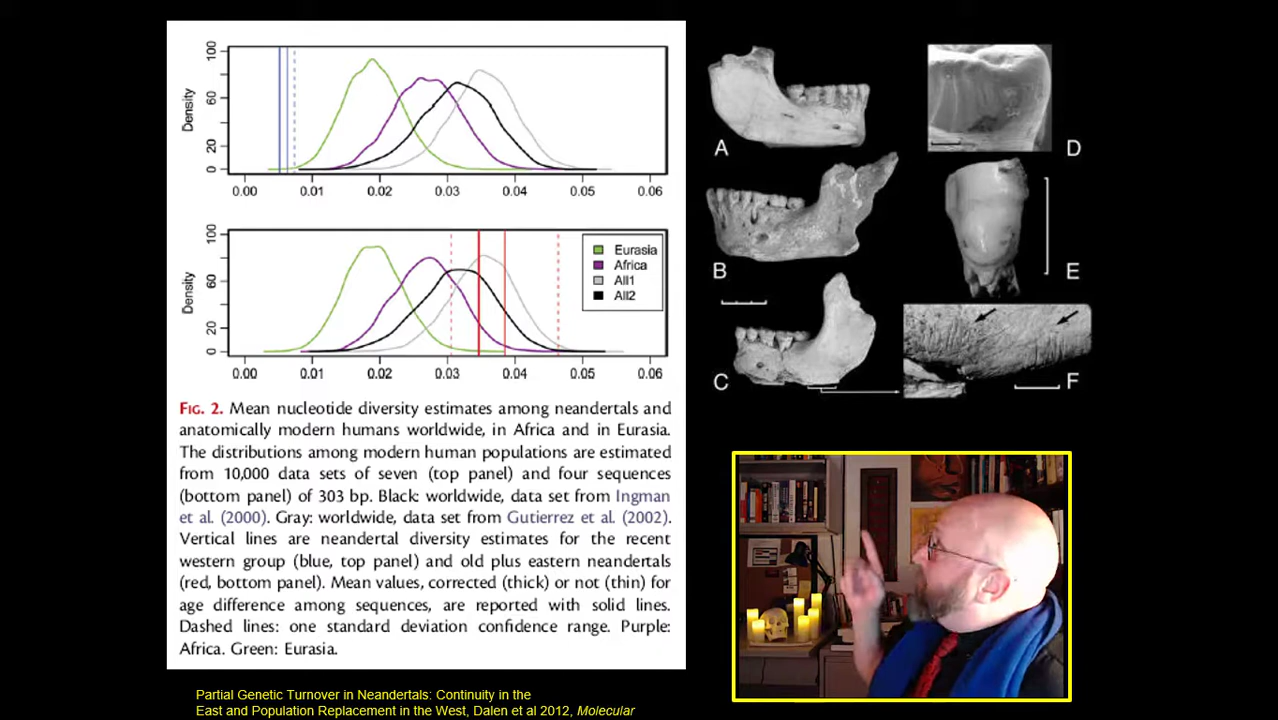 100
60
20
0
Density
0.00 0.01 0.02 0.03 0.04 0.05 0.06
100
60
20
0
Density
Eurasia
Africa
All1
All2
0.00 0.01 0.02 0.03 0.04 0.05 0.06
FIG. 2. Mean nucleotide diversity estimates among neandertals and
anatomically modern humans worldwide, in Africa and in Eurasia.
The distributions among modern human populations are estimated
from 10,000 data sets of seven (top panel) and four sequences
(bottom panel) of 303 bp. Black: worldwide, data set from Ingman
et al. (2000). Gray: worldwide, data set from Gutierrez et al. (2002).
Vertical lines are neandertal diversity estimates for the recent
western group (blue, top panel) and old plus eastern neandertals
(red, bottom panel). Mean values, corrected (thick) or not (thin) for
age difference among sequences, are reported with solid lines.
Dashed lines: one standard deviation confidence range. Purple:
Africa. Green: Eurasia.
Partial Genetic Turnover in Neandertals: Continuity in the
East and Population Replacement in the West, Dalen et al 2012, Molecular
A
B
C
D
E
F